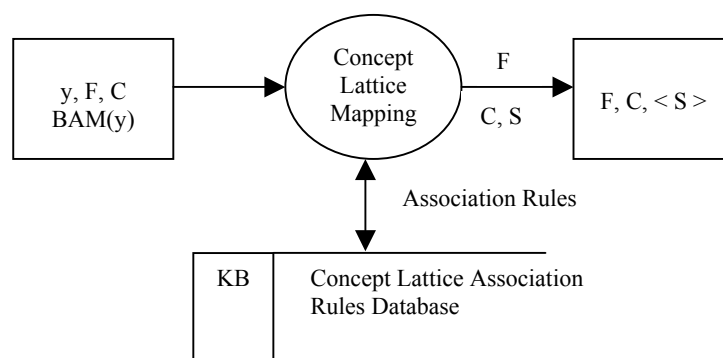 y, F, C
BAM(y)
Concept
Lattice
Mapping
F
C, S
F, C, < S >
Association Rules
KB
Concept Lattice Association
Rules Database